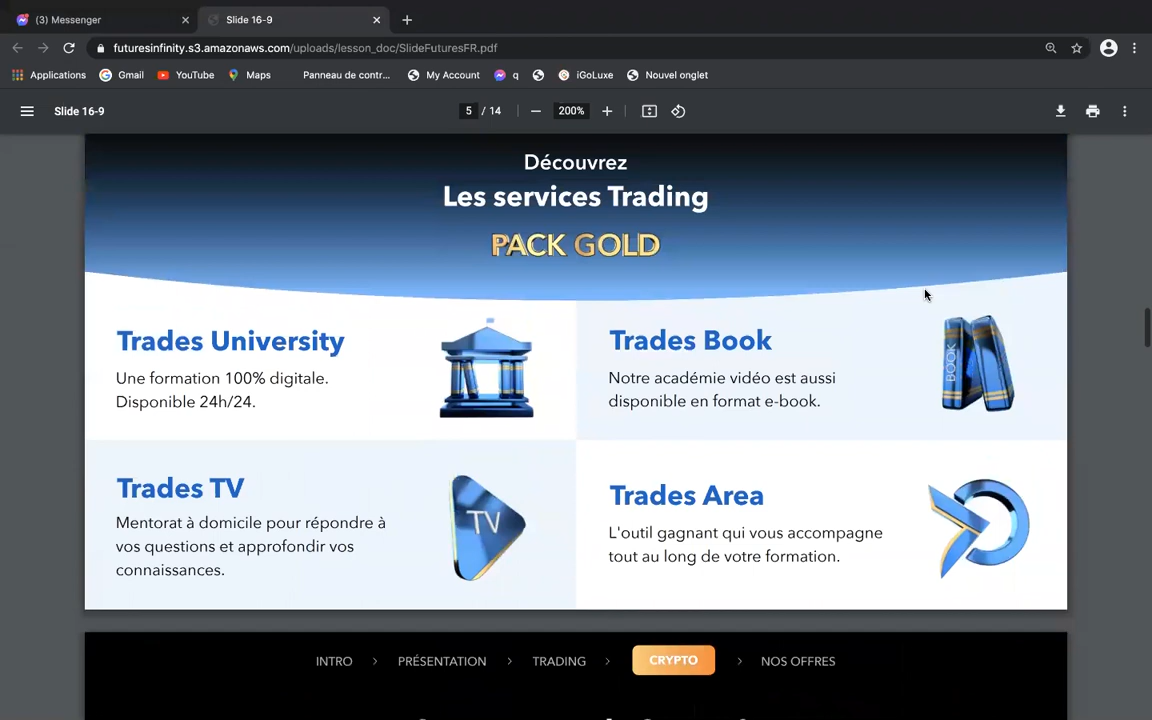 (3) Messenger
Slide 16-9
futuresinfinity.s3.amazonaws.com/uploads/lesson_doc/SlideFuturesFR.pdf
Applications
Gmail
YouTube
Maps
Panneau de contr...
My Account
q
iGoLuxe
Nouvel onglet
Slide 16-9
5 / 14
200%
Découvrez
Les services Trading
PACK GOLD
Trades University
Une formation 100% digitale.
Disponible 24h/24.
Trades Book
Notre académie vidéo est aussi
disponible en format e-book.
BOOK
Trades TV
Mentorat à domicile pour répondre à
vos questions et approfondir vos
connaissances.
TV
Trades Area
L'outil gagnant qui vous accompagne
tout au long de votre formation.
INTRO > PRÉSENTATION > TRADING > CRYPTO > NOS OFFRES